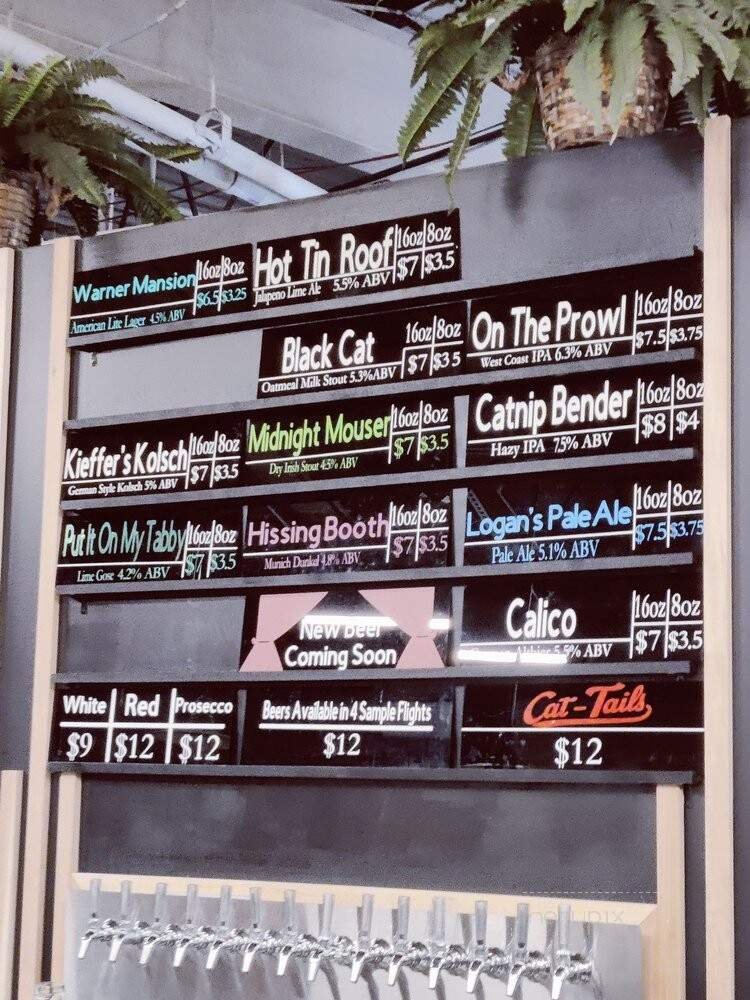 Warner Mansion 16oz 8oz
$6.5 $3.25
American Lite Lager 4.5% ABV
Hot Tin Roof 16oz 8oz
$7 $3.5
Jalapeno Lime Ale 5.5% ABV
Black Cat 16oz 8oz
$7 $3.5
Oatmeal Milk Stout 5.3% ABV
On The Prowl 16oz 8oz
$7.5 $3.75
West Coast IPA 6.3% ABV
Kieffer's Kolsch 16oz 8oz
$7 $3.5
German Style Kolsch 5% ABV
Midnight Mouser 16oz 8oz
$7 $3.5
Dry Irish Stout 4.5% ABV
Catnip Bender 16oz 8oz
$8 $4
Hazy IPA 7.5% ABV
Put It On My Tabby 16oz 8oz
$7 $3.5
Lime Gose 4.2% ABV
Hissing Booth 16oz 8oz
$7 $3.5
Munich Dunkel 4.8% ABV
Logan's Pale Ale 16oz 8oz
$7.5 $3.75
Pale Ale 5.1% ABV
New Beer
Coming Soon
Calico 16oz 8oz
$7 $3.5
5.5% ABV
White Red Prosecco
$9 $12 $12
Beers Available in 4 Sample Flights
$12
Cat-Tails
$12